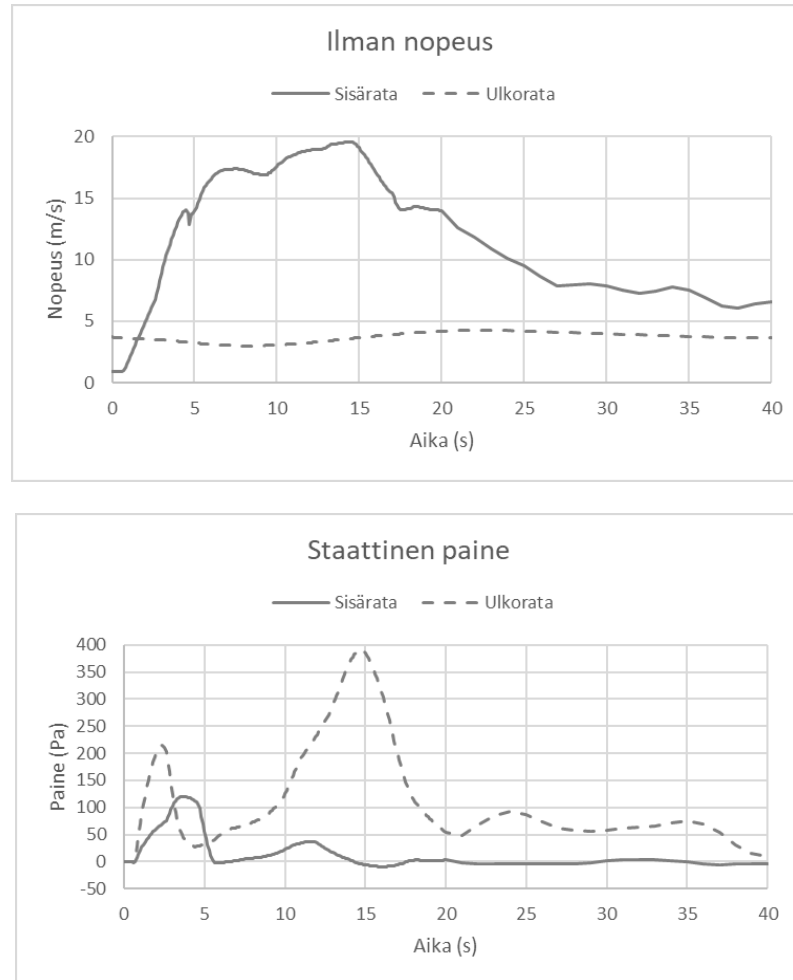 Ilman nopeus
Sisärata Ulkorata
20
15
10
5
0
Nopeus (m/s)
0 5 10 15 20 25 30 35 40
Aika (s)
Staattinen paine
Sisärata Ulkorata
400
350
300
250
200
150
100
50
0
-50
Paine (Pa)
0 5 10 15 20 25 30 35 40
Aika (s)